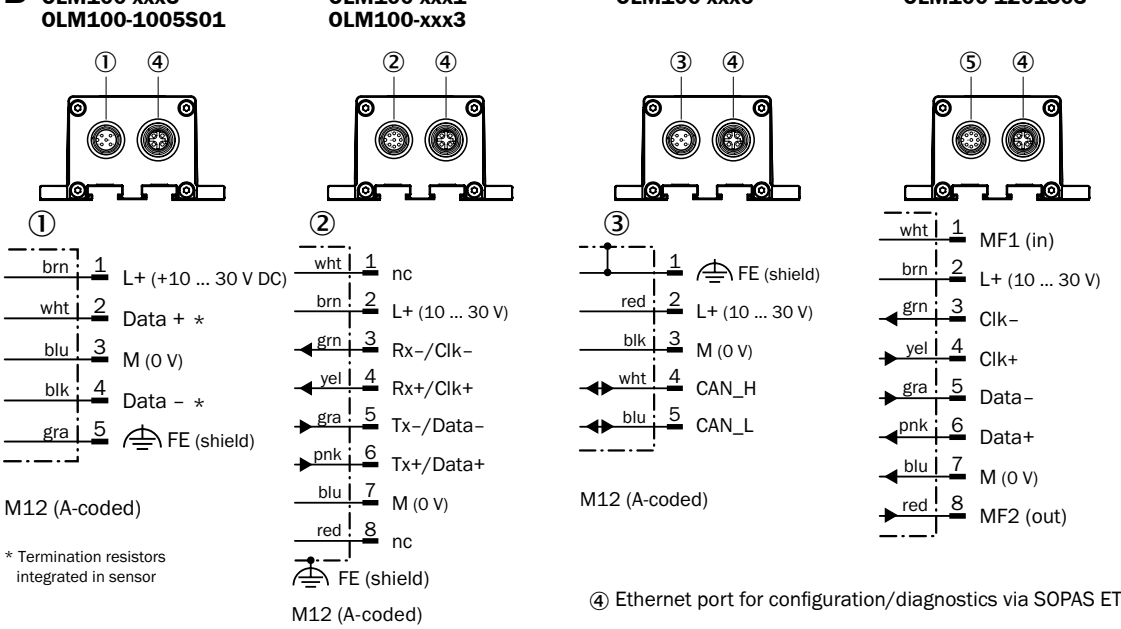 OLM100-1005S01
OLM100-xxx3
① ④
② ④
③ ④
⑤ ④
①
brn 1 L+ (+10 ... 30 V DC)
wht 2 Data + *
blu 3 M (0 V)
blk 4 Data – *
gra 5 FE (shield)
M12 (A-coded)
* Termination resistors
integrated in sensor
②
wht 1 nc
brn 2 L+ (10 ... 30 V)
grn 3 Rx–/Clk–
yel 4 Rx+/Clk+
gra 5 Tx–/Data–
pnk 6 Tx+/Data+
blu 7 M (0 V)
red 8 nc
FE (shield)
M12 (A-coded)
③
1 FE (shield)
red 2 L+ (10 ... 30 V)
blk 3 M (0 V)
wht 4 CAN_H
blu 5 CAN_L
M12 (A-coded)
wht 1 MF1 (in)
brn 2 L+ (10 ... 30 V)
grn 3 Clk–
yel 4 Clk+
gra 5 Data–
pnk 6 Data+
blu 7 M (0 V)
red 8 MF2 (out)
④ Ethernet port for configuration/diagnostics via SOPAS ET